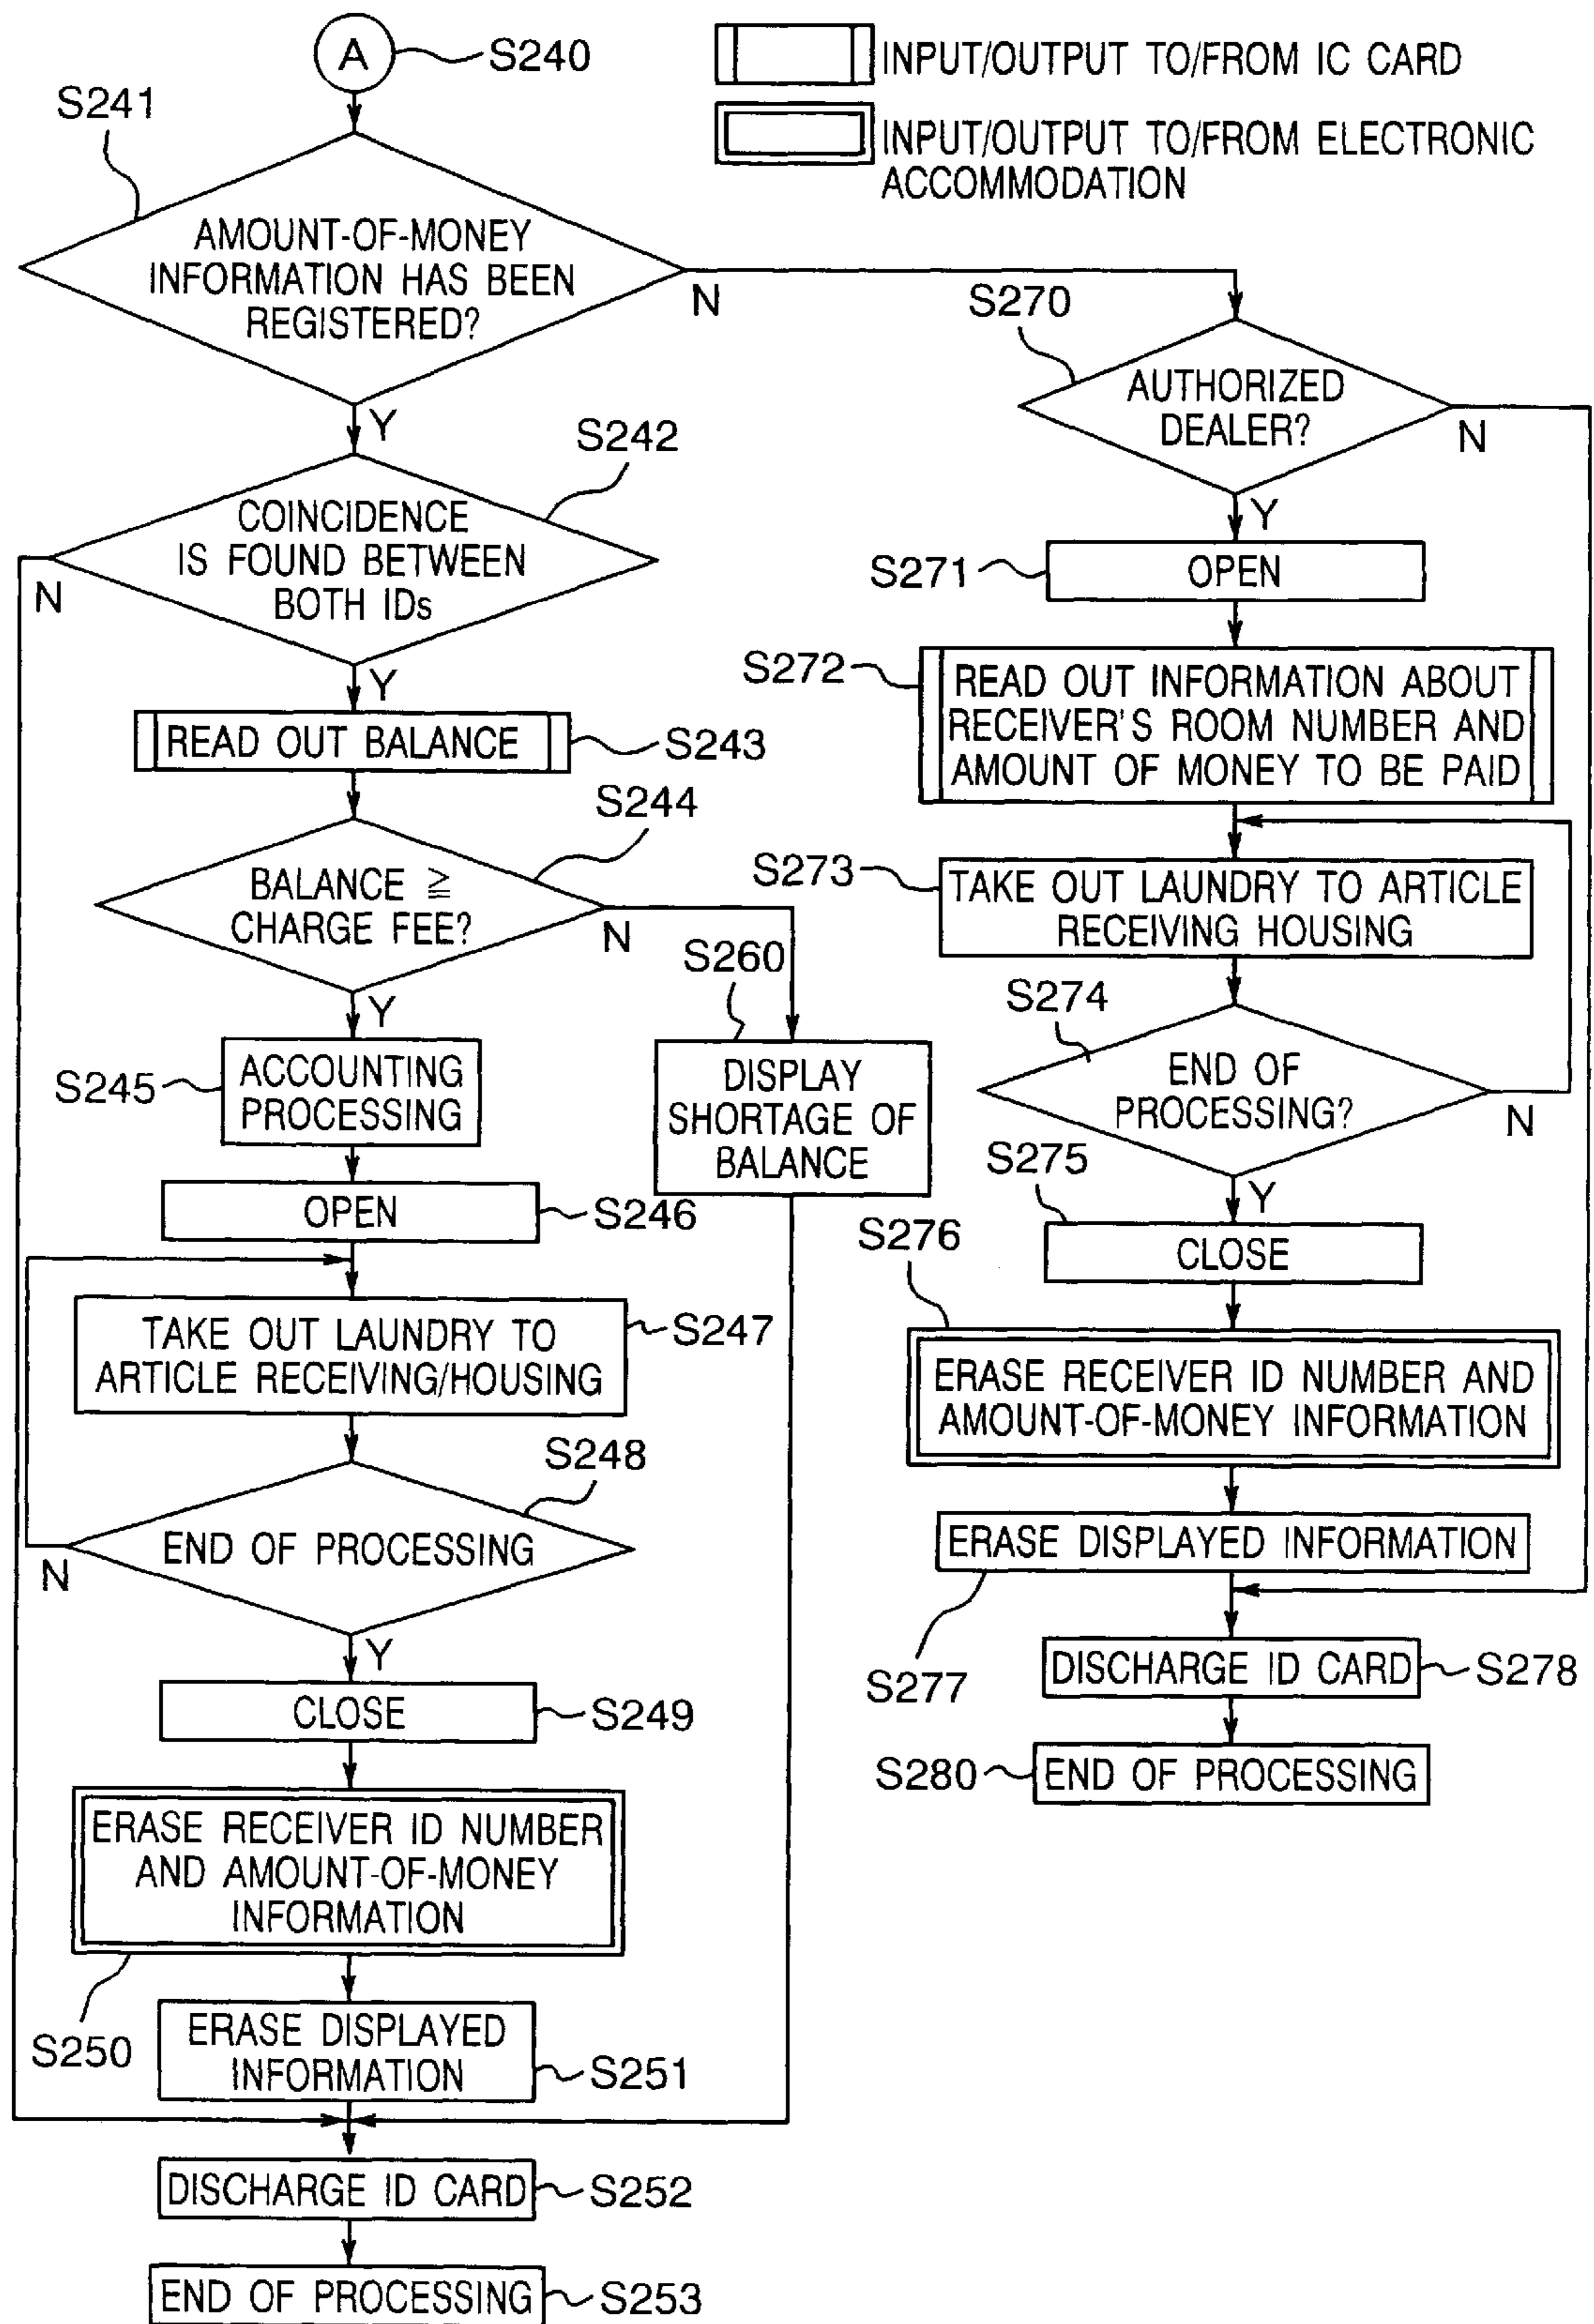 A
S240
INPUT/OUTPUT TO/FROM IC CARD
INPUT/OUTPUT TO/FROM ELECTRONIC
ACCOMMODATION
S241
AMOUNT-OF-MONEY
INFORMATION HAS BEEN
REGISTERED?
N
Y
S242
COINCIDENCE
IS FOUND BETWEEN
BOTH IDs
N
Y
READ OUT BALANCE
S243
S244
BALANCE ≧
CHARGE FEE?
N
Y
S260
DISPLAY
SHORTAGE OF
BALANCE
S245
ACCOUNTING
PROCESSING
OPEN
S246
TAKE OUT LAUNDRY TO
ARTICLE RECEIVING/HOUSING
S247
S248
END OF PROCESSING
N
Y
CLOSE
S249
ERASE RECEIVER ID NUMBER
AND AMOUNT-OF-MONEY
INFORMATION
S250
ERASE DISPLAYED
INFORMATION
S251
DISCHARGE ID CARD
S252
END OF PROCESSING
S253
S270
AUTHORIZED
DEALER?
N
Y
S271
OPEN
S272
READ OUT INFORMATION ABOUT
RECEIVER'S ROOM NUMBER AND
AMOUNT OF MONEY TO BE PAID
S273
TAKE OUT LAUNDRY TO ARTICLE
RECEIVING HOUSING
S274
END OF
PROCESSING?
N
Y
S275
CLOSE
S276
ERASE RECEIVER ID NUMBER AND
AMOUNT-OF-MONEY INFORMATION
ERASE DISPLAYED INFORMATION
S277
DISCHARGE ID CARD
S278
S280
END OF PROCESSING